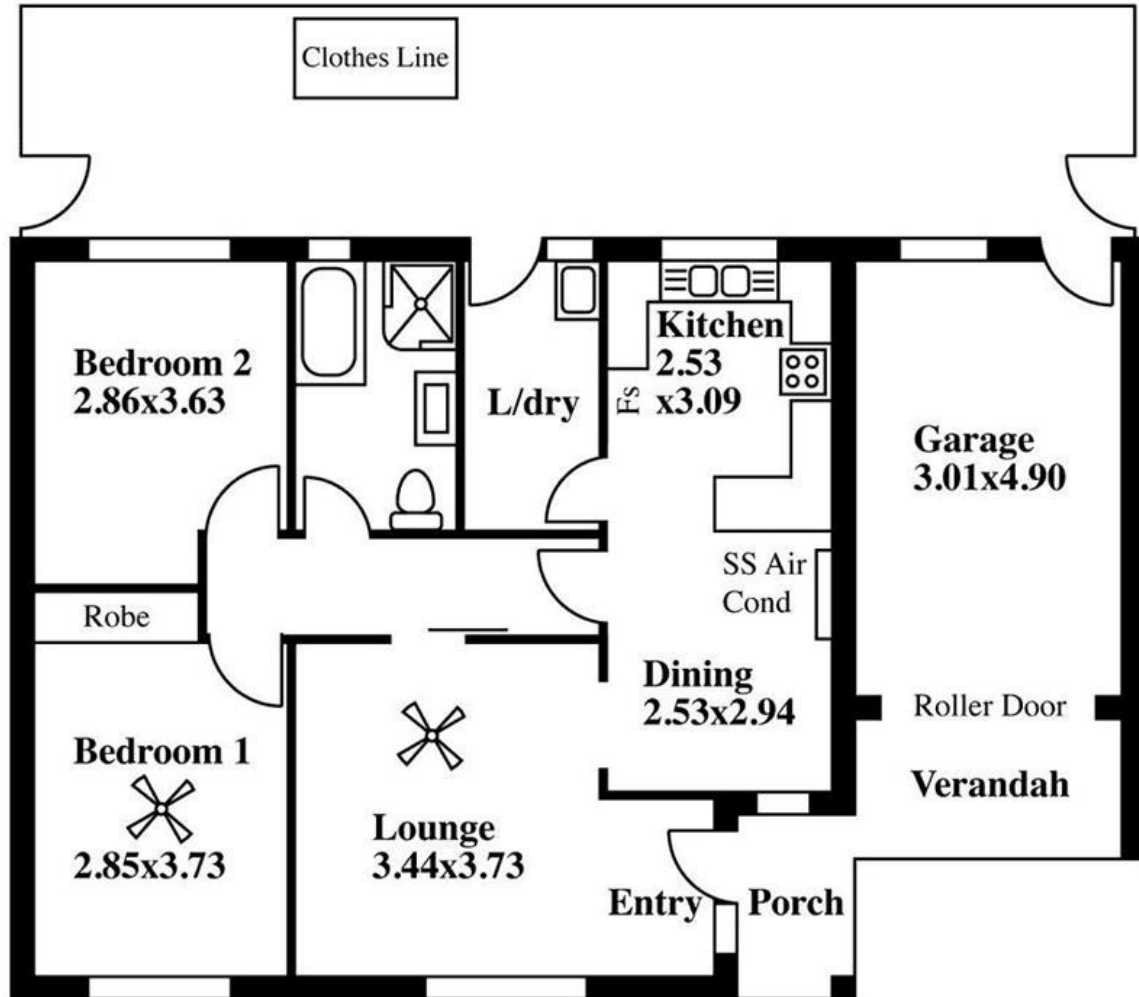 Clothes Line
Bedroom 2
2.86x3.63
L/dry
Kitchen
2.53
x3.09
Fs
Garage
3.01x4.90
SS Air
Cond
Robe
Dining
2.53x2.94
Roller Door
Verandah
Bedroom 1
2.85x3.73
Lounge
3.44x3.73
Entry
Porch